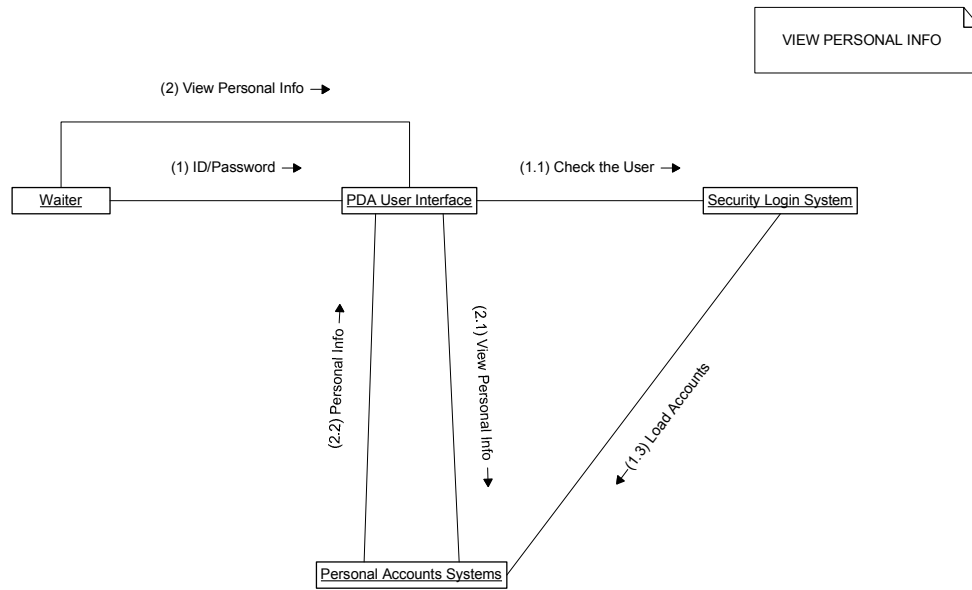 VIEW PERSONAL INFO
(2) View Personal Info
(1) ID/Password
(1.1) Check the User
Waiter
PDA User Interface
Security Login System
(2.2) Personal Info
(2.1) View Personal Info
(1.3) Load Accounts
Personal Accounts Systems